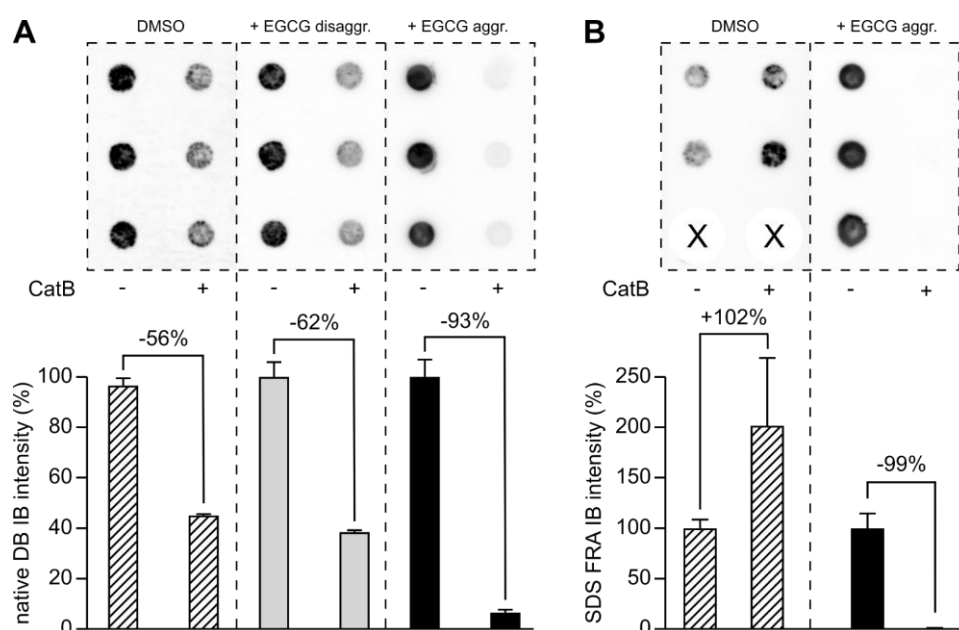 A
DMSO
+ EGCG disaggr.
+ EGCG aggr.
CatB
- + - + - +
-56%
-62%
-93%
native DB IB intensity (%)
100
80
60
40
20
0
B
DMSO
+ EGCG aggr.
X X
- + - +
+102%
-99%
SDS FRA IB intensity (%)
250
200
150
100
50
0